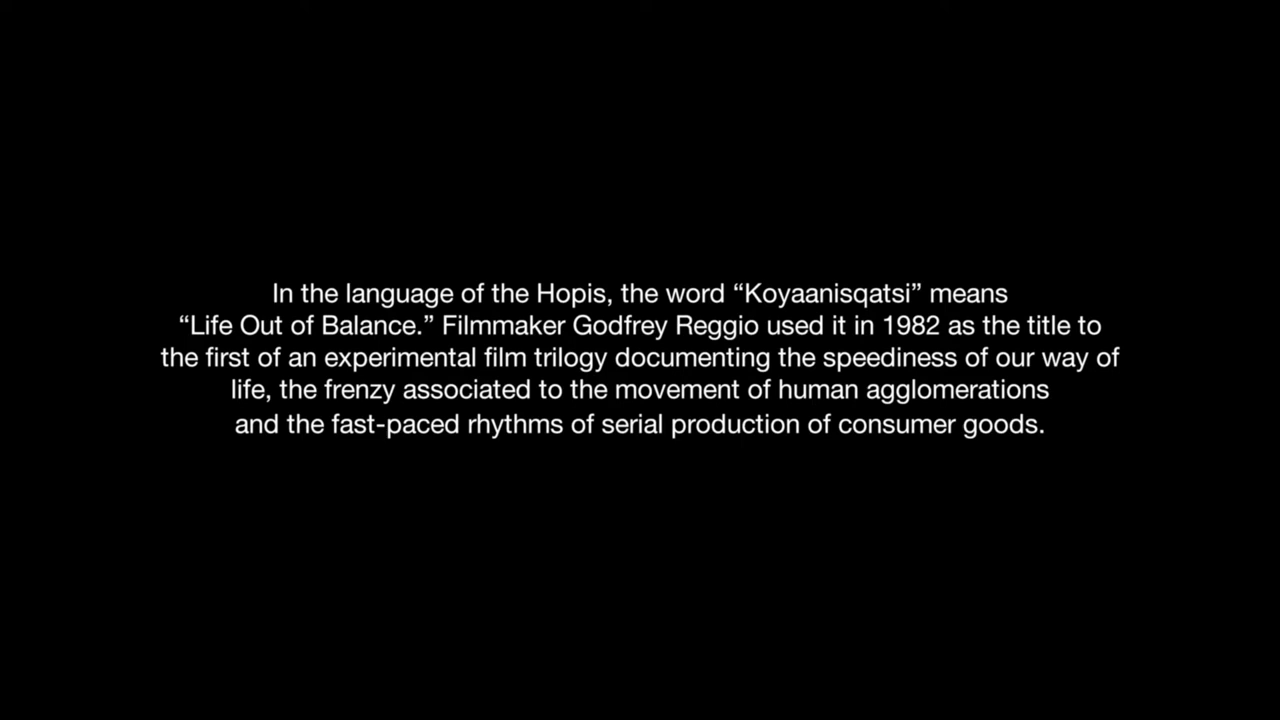 In the language of the Hopis, the word “Koyaanisqatsi” means
“Life Out of Balance.” Filmmaker Godfrey Reggio used it in 1982 as the title to
the first of an experimental film trilogy documenting the speediness of our way of
life, the frenzy associated to the movement of human agglomerations
and the fast-paced rhythms of serial production of consumer goods.